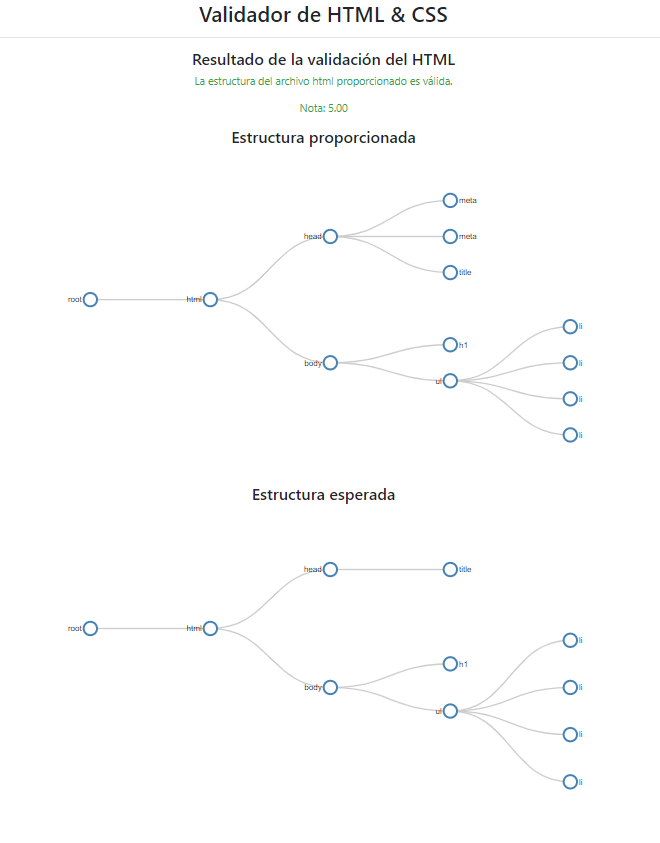 Validador de HTML & CSS
Resultado de la validación del HTML
La estructura del archivo html proporcionado es válida.
Nota: 5.00
Estructura proporcionada
meta
head
meta
title
root
html
li
h1
body
li
ul
li
li
Estructura esperada
head
title
root
html
li
h1
body
li
ul
li
li